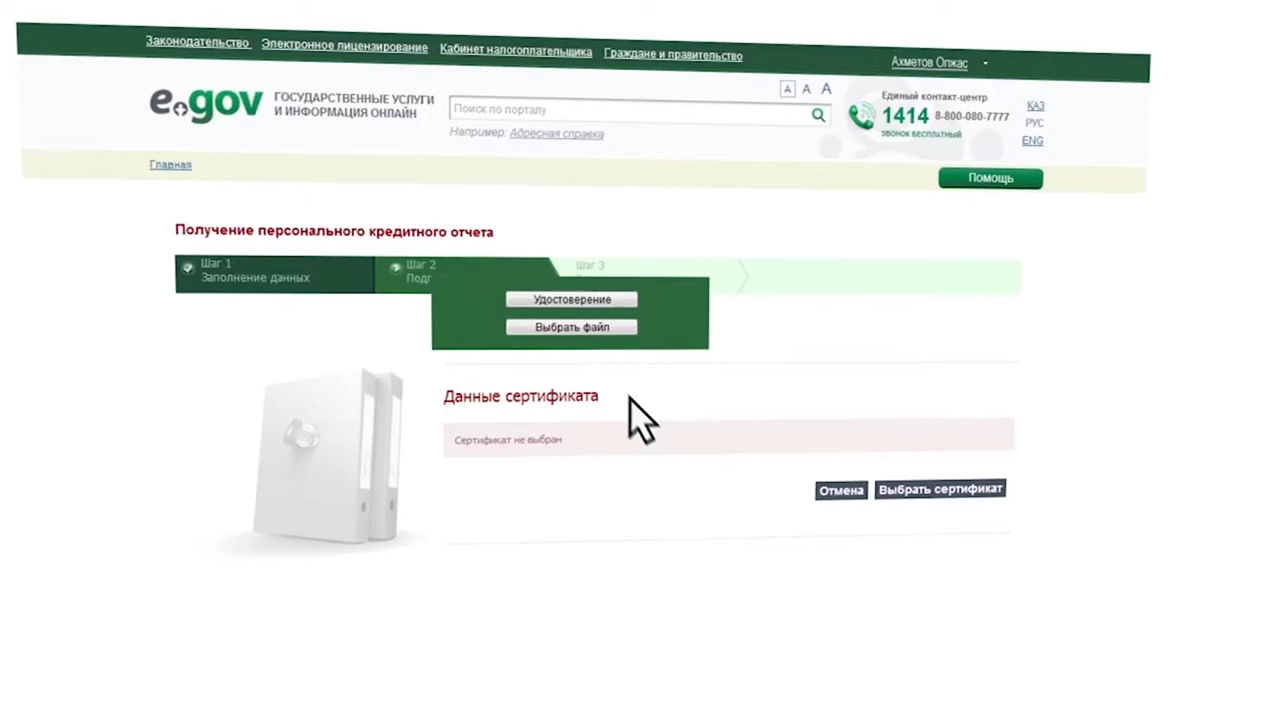 Законодательство Электронное лицензирование Кабинет налогоплательщика Граждане и правительство Ахметов Олжас
A A A
e.gov ГОСУДАРСТВЕННЫЕ УСЛУГИ
И ИНФОРМАЦИЯ ОНЛАЙН
Поиск по порталу
Например: Адресная справка
Единый контакт-центр
1414 8-800-080-7777
ЗВОНОК БЕСПЛАТНЫЙ
ҚАЗ
РУС
ENG
Главная
Помощь
Получение персонального кредитного отчета
Шаг 1
Заполнение данных
Шаг 2
Шаг 3
Удостоверение
Выбрать файл
Данные сертификата
Сертификат не выбран
Отмена Выбрать сертификат